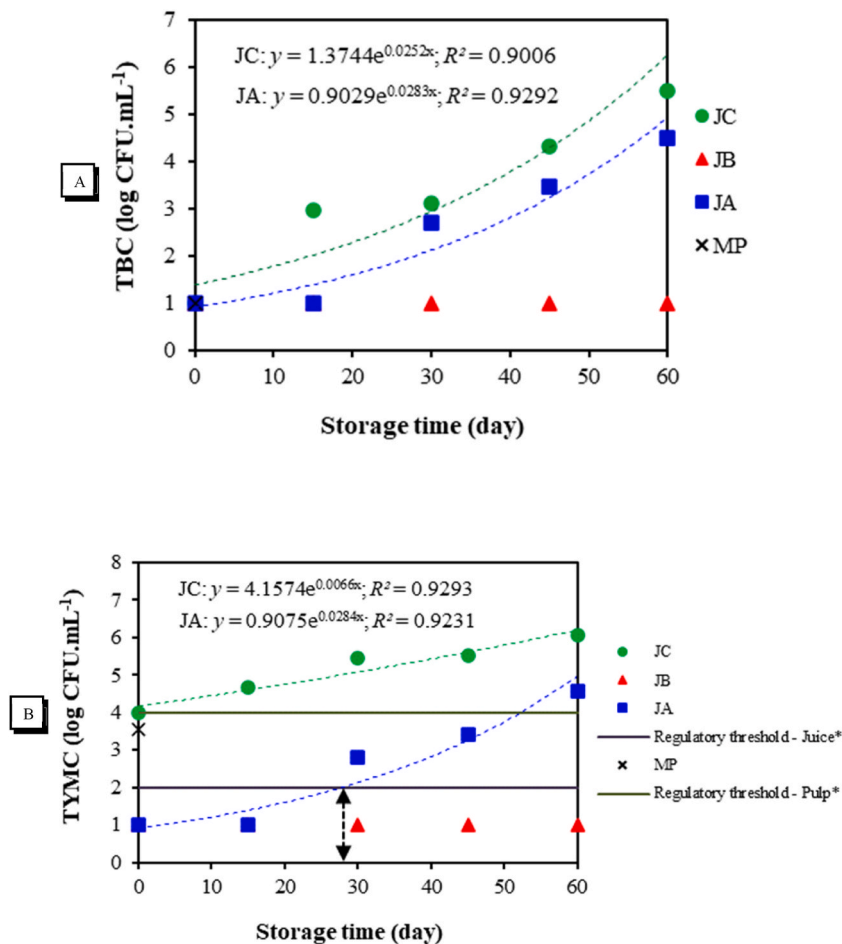 7
6
5
4
3
2
1
0
TBC (log CFU.mL⁻¹)
A
JC: y = 1.3744e^0.0252x; R² = 0.9006
JA: y = 0.9029e^0.0283x; R² = 0.9292
JC
JB
JA
MP
0 10 20 30 40 50 60
Storage time (day)
8
7
6
5
4
3
2
1
0
TYMC (log CFU.mL⁻¹)
B
JC: y = 4.1574e^0.0066x; R² = 0.9293
JA: y = 0.9075e^0.0284x; R² = 0.9231
JC
JB
JA
Regulatory threshold - Juice*
MP
Regulatory threshold - Pulp*
0 10 20 30 40 50 60
Storage time (day)